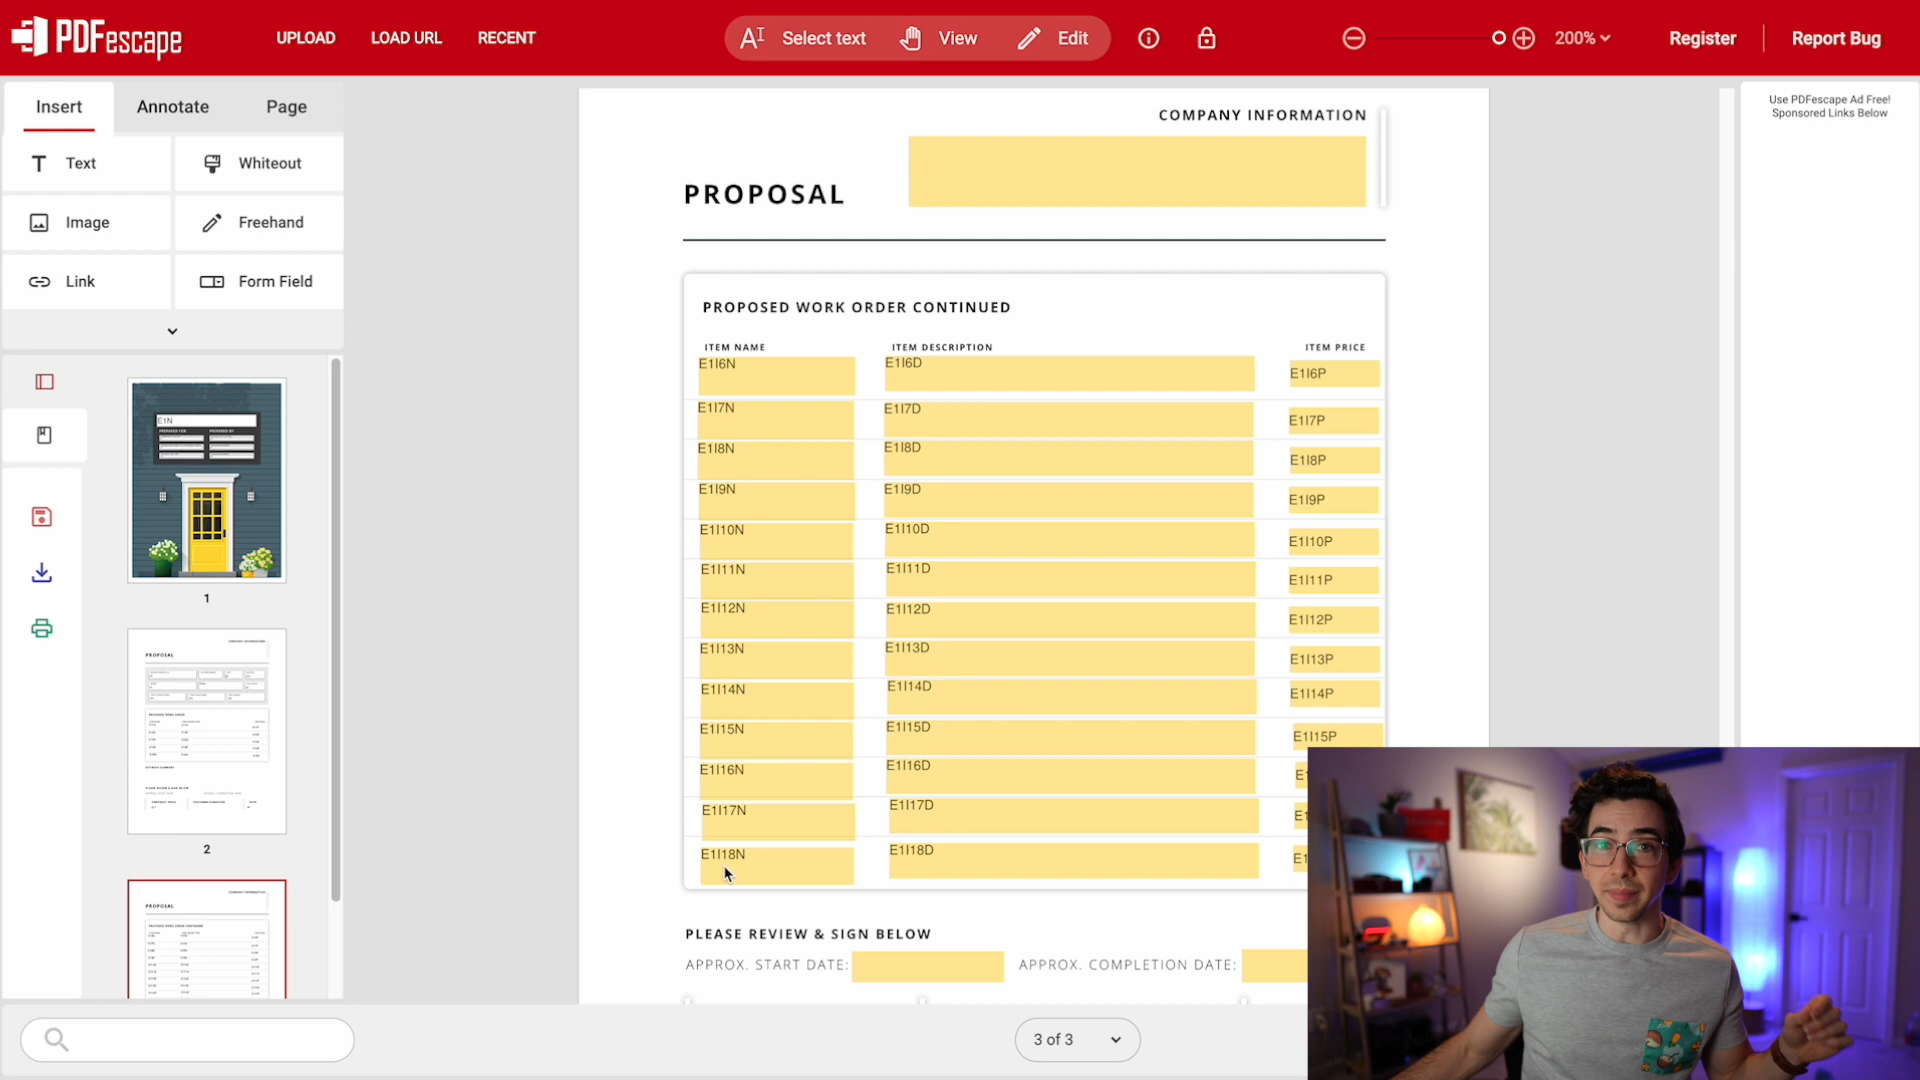 PDFescape
UPLOAD
LOAD URL
RECENT
Select text
View
Edit
200%
Register
Report Bug
Insert
Annotate
Page
Text
Whiteout
Image
Freehand
Link
Form Field
E1N
1
PROPOSAL
2
PROPOSAL
COMPANY INFORMATION
PROPOSAL
PROPOSED WORK ORDER CONTINUED
ITEM NAME ITEM DESCRIPTION ITEM PRICE
E1I6N E1I6D E1I6P
E1I7N E1I7D E1I7P
E1I8N E1I8D E1I8P
E1I9N E1I9D E1I9P
E1I10N E1I10D E1I10P
E1I11N E1I11D E1I11P
E1I12N E1I12D E1I12P
E1I13N E1I13D E1I13P
E1I14N E1I14D E1I14P
E1I15N E1I15D E1I15P
E1I16N E1I16D
E1I17N E1I17D
E1I18N E1I18D
PLEASE REVIEW & SIGN BELOW
APPROX. START DATE: APPROX. COMPLETION DATE:
3 of 3
Use PDFescape Ad Free!
Sponsored Links Below